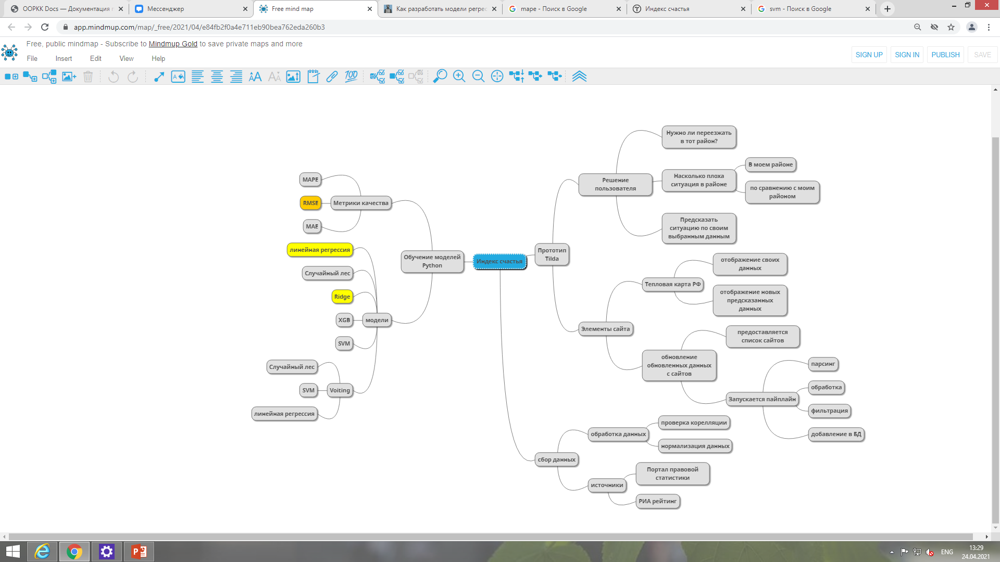 ООРКК Docs — Документация
Мессенджер
Free mind map
Как разработать модели регрес
mape - Поиск в Google
Индекс счастья
svm - Поиск в Google
app.mindmup.com/map/_free/2021/04/e84fb2f0a4e711eb90bea762eda260b3
Free, public mindmap - Subscribe to Mindmup Gold to save private maps and more
File Insert Edit View Help
SIGN UP SIGN IN PUBLISH SAVE
MAPE
RMSE
MAE
Метрики качества
линейная регрессия
Случайный лес
Ridge
XGB
SVM
модели
Случайный лес
SVM
линейная регрессия
Voiting
Обучение моделей
Python
Индекс счастья
Прототип
Tilda
Решение
пользователя
Нужно ли переезжать
в тот район?
Насколько плоха
ситуация в районе
В моем районе
по сравнению с моим
районом
Предсказать
ситуацию по своим
выбранным данным
Элементы сайта
Тепловая карта РФ
отображение своих
данных
отображение новых
предсказанных
данных
обновление
обновленных данных
с сайтов
предоставляется
список сайтов
Запускается пайплайн
парсинг
обработка
фильтрация
добавление в БД
сбор данных
обработка данных
проверка корелляции
нормализация данных
источники
Портал правовой
статистики
РИА рейтинг
ENG
13:29
24.04.2021